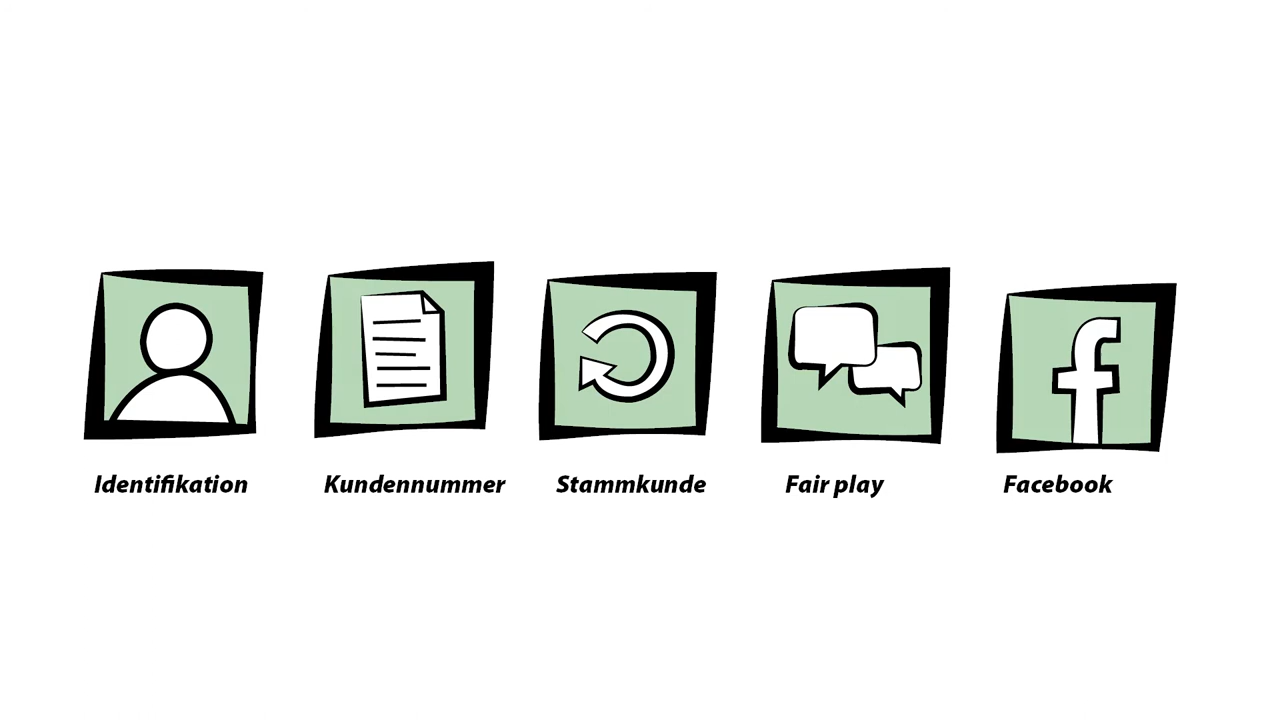 Identifikation
Kundennummer
Stammkunde
Fair play
Facebook